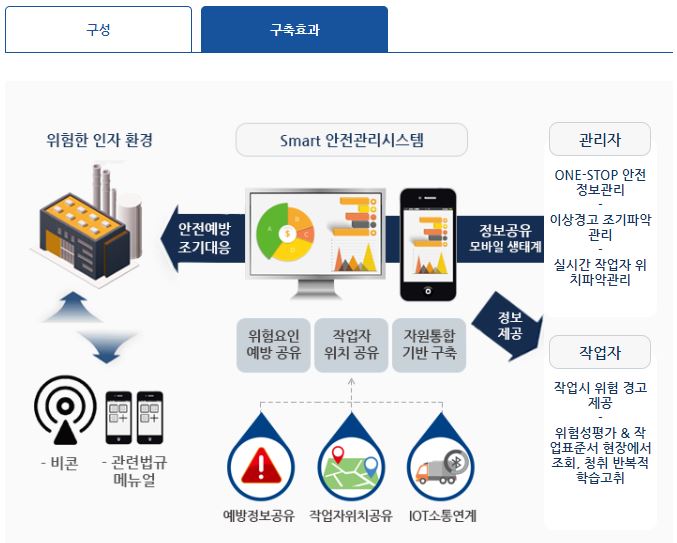 구성
구축효과
위험한 인자 환경
Smart 안전관리시스템
관리자
ONE-STOP 안전
정보관리
-
이상경고 조기파악
관리
-
실시간 작업자 위
치파악관리
안전예방
조기대응
A
B
C
D
$
정보공유
모바일 생태계
정보
제공
위험요인
예방 공유
작업자
위치 공유
자원통합
기반 구축
작업자
작업시 위험 경고
제공
-
위험성평가 & 작
업표준서 현장에서
조회, 청취 반복적
학습고취
- 비콘
- 관련법규
메뉴얼
예방정보공유
작업자위치공유
IOT소통연계